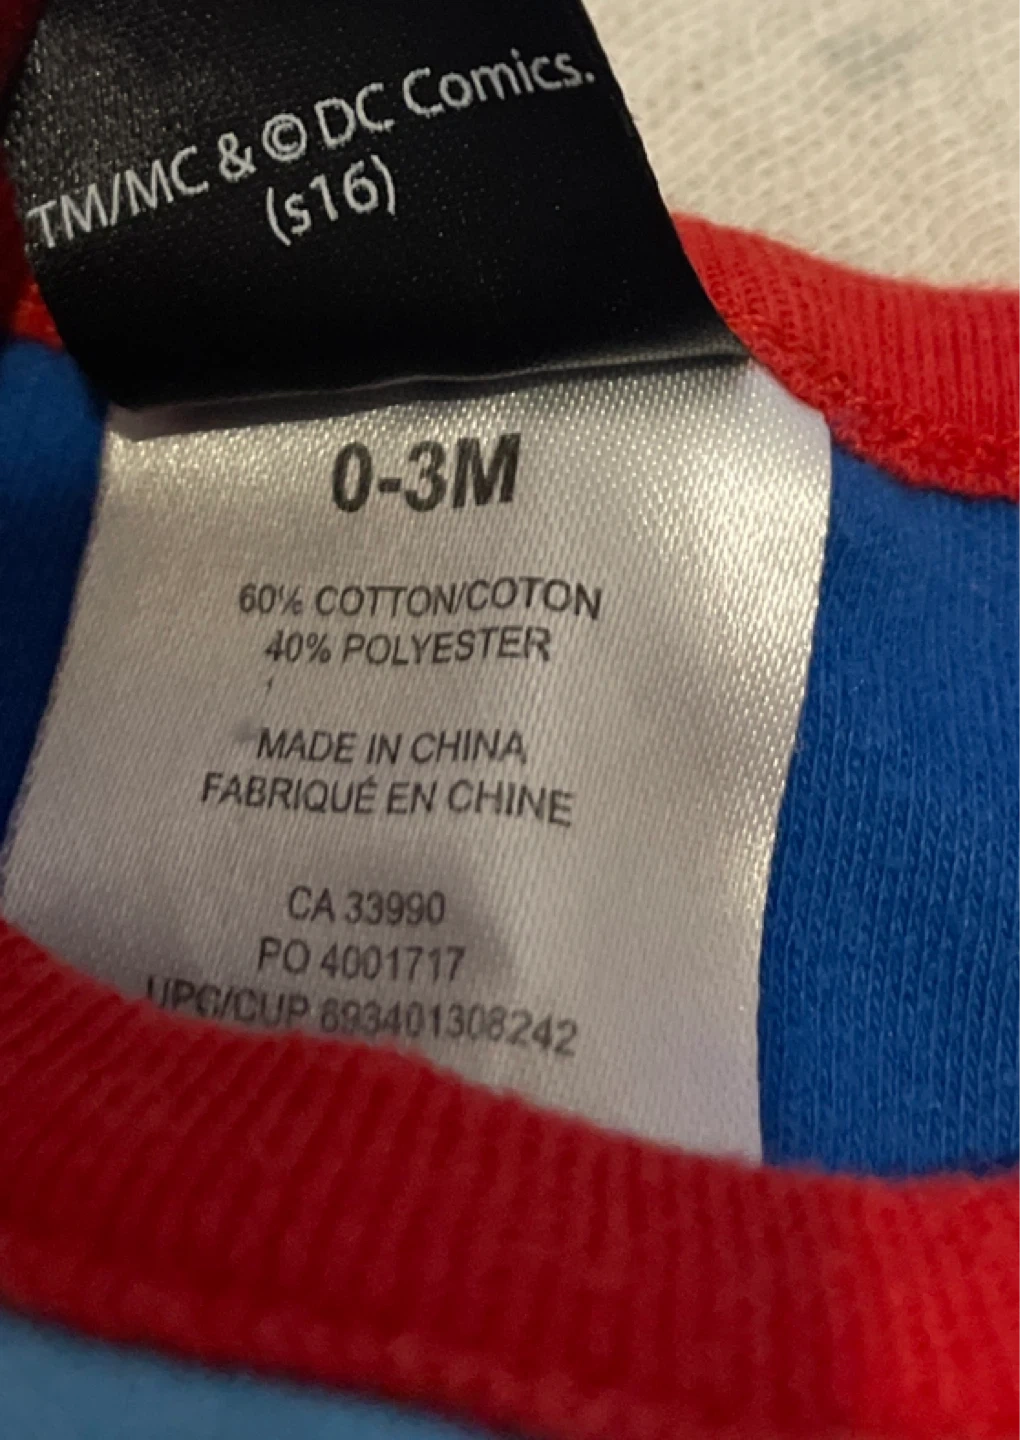 TM/MC & © DC Comics.
(s16)
0-3M
60% COTTON/COTON
40% POLYESTER
MADE IN CHINA
FABRIQUÉ EN CHINE
CA 33990
PO 4001717
UPC/CUP 693401308242